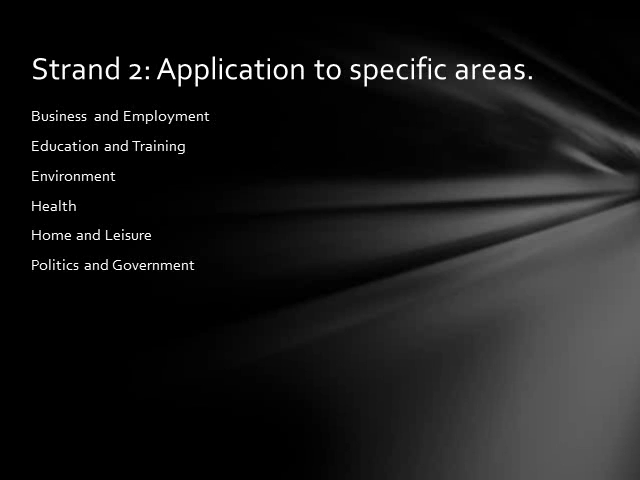 Strand 2: Application to specific areas.
Business and Employment
Education and Training
Environment
Health
Home and Leisure
Politics and Government